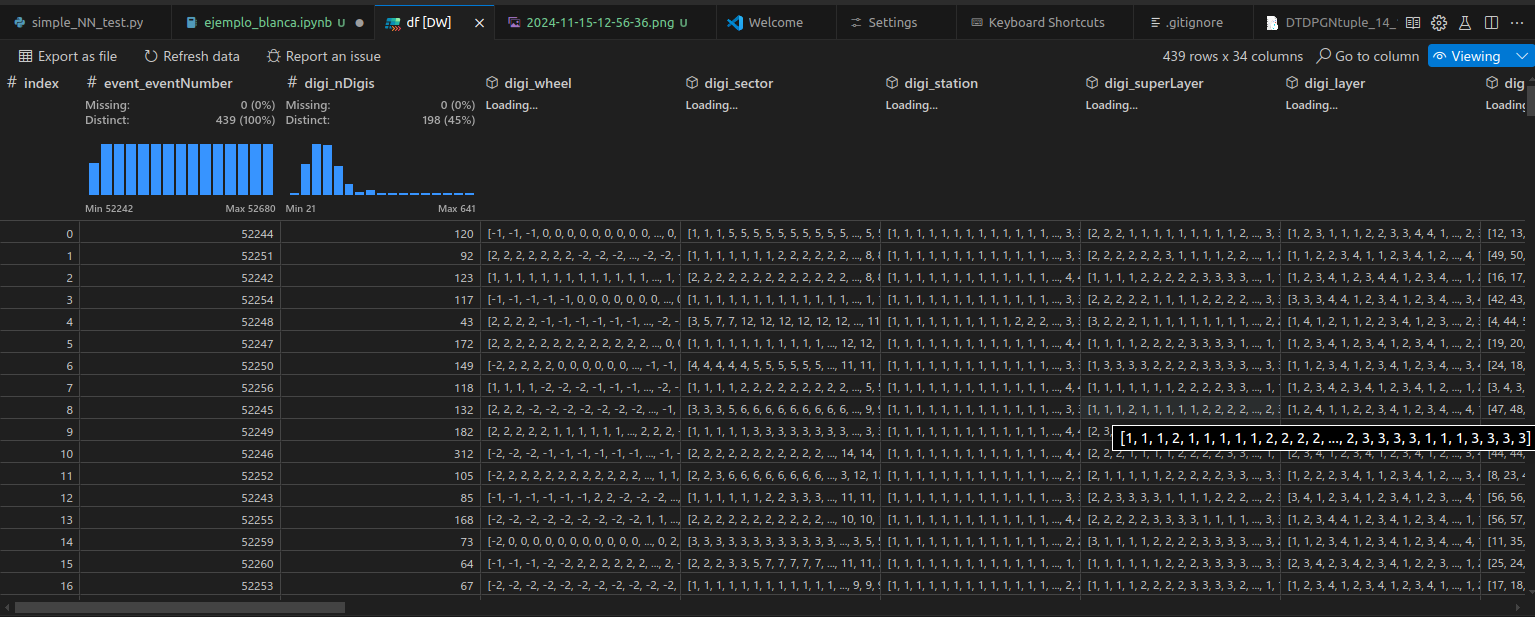 simple_NN_test.py ejemplo_blanca.ipynb U df [DW] 2024-11-15-12-56-36.png U Welcome Settings Keyboard Shortcuts .gitignore DTDPGNtuple_14_
Export as file Refresh data Report an issue 439 rows x 34 columns Go to column Viewing
# index # event_eventNumber # digi_nDigis digi_wheel digi_sector digi_station digi_superLayer digi_layer dig
Missing: 0 (0%) Missing: 0 (0%) Loading... Loading... Loading... Loading... Loading... Loading
Distinct: 439 (100%) Distinct: 198 (45%)
Min 52242 Max 52680 Min 21 Max 641
0 52244 120 [-1, -1, -1, 0, 0, 0, 0, 0, 0, 0, 0, 0, ..., 0, [1, 1, 1, 5, 5, 5, 5, 5, 5, 5, 5, 5, 5, ..., 5, [1, 1, 1, 1, 1, 1, 1, 1, 1, 1, 1, 1, 1, ..., 3, [2, 2, 2, 1, 1, 1, 1, 1, 1, 1, 1, 1, 2, ..., 3, [1, 2, 3, 1, 1, 1, 2, 2, 3, 3, 4, 4, 1, ..., 2, [12, 13,
1 52251 92 [2, 2, 2, 2, 2, 2, 2, -2, -2, -2, ..., -2, -2, [1, 1, 1, 1, 1, 1, 1, 2, 2, 2, 2, 2, 2, ..., 8, [1, 1, 1, 1, 1, 1, 1, 1, 1, 1, 1, 1, 1, ..., 3, [2, 2, 2, 2, 2, 2, 2, 3, 1, 1, 1, 1, 2, 2, ..., 1, [1, 1, 2, 2, 3, 4, 1, 1, 2, 3, 4, 1, 2, ..., 4, [49, 50,
2 52242 123 [1, 1, 1, 1, 1, 1, 1, 1, 1, 1, 1, 1, 1, ..., 1, [2, 2, 2, 2, 2, 2, 2, 2, 2, 2, 2, 2, 2, ..., 8, [1, 1, 1, 1, 1, 1, 1, 1, 1, 1, 1, 1, 1, ..., 4, [1, 1, 1, 1, 2, 2, 2, 2, 3, 3, 3, 3, 1, ..., [1, 2, 3, 4, 1, 2, 3, 4, 4, 1, 2, 3, 4, ..., 1, [16, 17,
3 52254 117 [-1, -1, -1, -1, -1, 0, 0, 0, 0, 0, 0, 0, ..., [1, 1, 1, 1, 1, 1, 1, 1, 1, 1, 1, 1, 1, ..., 1, [1, 1, 1, 1, 1, 1, 1, 1, 1, 1, 1, 1, 1, ..., 3, [2, 2, 2, 2, 2, 1, 1, 1, 1, 2, 2, 2, 2, ..., [3, 3, 3, 4, 4, 1, 2, 3, 4, 1, 2, 3, 4, ..., 3, [42, 43,
4 52248 43 [2, 2, 2, 2, -1, -1, -1, -1, -1, -1, ..., -2, [3, 5, 7, 7, 12, 12, 12, 12, 12, 12, ..., 11 [1, 1, 1, 1, 1, 1, 1, 1, 1, 1, 2, 2, 2, ..., 3, [3, 2, 2, 2, 1, 1, 1, 1, 1, 1, 1, 1, 1, ..., 2, [1, 4, 1, 2, 1, 1, 2, 2, 3, 4, 1, 2, 3, ..., 2, [4, 44,
5 52247 172 [2, 2, 2, 2, 2, 2, 2, 2, 2, 2, 2, 2, 2, ..., 0, [1, 1, 1, 1, 1, 1, 1, 1, 1, 1, 1, ..., 12, 12, [1, 1, 1, 1, 1, 1, 1, 1, 1, 1, 1, 1, 1, ..., 4, [1, 1, 1, 1, 2, 2, 2, 2, 3, 3, 3, 3, 1, ..., 1, [1, 2, 3, 4, 1, 2, 3, 4, 1, 2, 3, 4, 1, ..., 2, [19, 20,
6 52250 149 [-2, 2, 2, 2, 2, 0, 0, 0, 0, 0, 0, ..., -1, -1, [4, 4, 4, 4, 4, 5, 5, 5, 5, 5, 5, ..., 11, 11, [1, 1, 1, 1, 1, 1, 1, 1, 1, 1, 1, 1, 1, ..., 3, [1, 3, 3, 3, 3, 2, 2, 2, 2, 3, 3, 3, ..., [1, 1, 2, 3, 4, 1, 2, 3, 4, 1, 2, 3, 4, ..., 3, [24, 18,
7 52256 118 [1, 1, 1, 1, -2, -2, -2, -1, -1, -1, ..., -2, [1, 1, 1, 1, 2, 2, 2, 2, 2, 2, 2, 2, 2, ..., 5, [1, 1, 1, 1, 1, 1, 1, 1, 1, 1, 1, 1, 1, ..., 3, [1, 1, 1, 1, 1, 1, 1, 2, 2, 2, 2, 3, 3, ..., 1, [1, 2, 3, 4, 2, 3, 4, 1, 2, 3, 4, 1, 2, ..., 1, [3, 4, 3,
8 52245 132 [2, 2, 2, -2, -2, -2, -2, -2, -2, -2, ..., -1, [3, 3, 3, 5, 6, 6, 6, 6, 6, 6, 6, 6, 6, ..., 9, [1, 1, 1, 1, 1, 1, 1, 1, 1, 1, 1, 1, 1, ..., 3, [1, 1, 1, 2, 1, 1, 1, 1, 1, 2, 2, 2, 2, ..., 2, [1, 2, 4, 1, 1, 2, 2, 3, 4, 1, 2, 3, 4, ..., 4, [47, 48,
9 52249 182 [2, 2, 2, 2, 2, 1, 1, 1, 1, 1, 1, ..., 2, 2, 2, [1, 1, 1, 1, 1, 3, 3, 3, 3, 3, 3, 3, 3, ..., 3, [1, 1, 1, 1, 1, 1, 1, 1, 1, 1, 1, 1, 1, ..., 4, [2, 3,
[1, 1, 1, 2, 1, 1, 1, 1, 1, 2, 2, 2, 2, ..., 2, 3, 3, 3, 3, 1, 1, 1, 3, 3, 3, 3]
10 52246 312 [-2, -2, -2, -1, -1, -1, -1, -1, -1, ..., -1, [2, 2, 2, 2, 2, 2, 2, 2, 2, 2, 2, ..., 14, 14, [1, 1, 1, 1, 1, 1, 1, 1, 1, 1, 1, 1, 1, ..., 4, [2, 2, 2, 1, 1, 1, 1, 2, 2, 2, 2, 3, 3, ..., 1, [2, 3, 4, 1, 2, 3, 4, 1, 2, 3, 4, 1, 2, ..., 3, [44, 44,
11 52252 105 [-2, 2, 2, 2, 2, 2, 2, 2, 2, 2, 2, 2, ..., 1, 1, [2, 2, 3, 6, 6, 6, 6, 6, 6, 6, ..., 3, 12, [1, 1, 1, 1, 1, 1, 1, 1, 1, 1, 1, 1, 1, ..., 4, [1, 1, 1, 1, 1, 1, 2, 2, 2, 2, 3, 3, 3, ..., 1, [1, 2, 2, 2, 3, 4, 1, 1, 2, 3, 4, 1, 2, ..., 3, [8, 23, 4
12 52243 85 [-1, -1, -1, -1, -1, -1, 2, 2, -2, -2, -2, ..., [1, 1, 1, 1, 1, 1, 2, 2, 3, 3, 3, ..., 11, 11, [1, 1, 1, 1, 1, 1, 1, 1, 1, 1, 1, 1, 1, ..., 3, [2, 2, 3, 3, 3, 3, 1, 1, 1, 1, 2, 2, 2, ..., [3, 4, 1, 2, 3, 4, 1, 2, 3, 4, 1, 2, 3, ..., 4, [56, 56,
13 52255 168 [-2, -2, -2, -2, -2, -2, -2, -2, -2, 1, 1, ..., [2, 2, 2, 2, 2, 2, 2, 2, 2, 2, 2, ..., 10, 10, [1, 1, 1, 1, 1, 1, 1, 1, 1, 1, 1, 1, 1, ..., 4, [2, 2, 2, 2, 2, 3, 3, 3, 3, 1, 1, 1, 1, ..., 3, [1, 2, 3, 4, 4, 1, 2, 3, 4, 1, 2, 3, 4, ..., 1, [56, 57,
14 52259 73 [-2, 0, 0, 0, 0, 0, 0, 0, 0, 0, 0, 0, ..., 0, 2, [3, 3, 3, 3, 3, 3, 3, 3, 3, 3, 3, 3, 3, ..., 3, 5, [1, 1, 1, 1, 1, 1, 1, 1, 1, 1, 1, 1, 1, ..., 2, [3, 1, 1, 1, 1, 2, 2, 2, 2, 3, 3, 3, 3, ..., 3, [1, 1, 2, 3, 4, 1, 2, 3, 4, 1, 2, 3, 4, ..., 1, [11, 35,
15 52260 64 [-1, -1, -1, -2, -2, 2, 2, 2, 2, 2, 2, 2, ..., 2, [2, 2, 2, 3, 3, 5, 7, 7, 7, 7, 7, ..., 11, 11, [1, 1, 1, 1, 1, 1, 1, 1, 1, 1, 1, 1, 1, ..., 1, [1, 1, 1, 1, 1, 2, 2, 2, 2, 3, 3, 3, 3, ..., [2, 3, 4, 2, 3, 4, 2, 3, 4, 1, 2, 2, 3, ..., [25, 24,
16 52253 67 [-2, -2, -2, -2, -2, -2, -2, -2, -2, -2, -2, [1, 1, 1, 1, 1, 1, 1, 1, 1, 1, 1, 1, ..., 9, 9, [1, 1, 1, 1, 1, 1, 1, 1, 1, 1, 1, 1, 1, ..., 2, [1, 1, 1, 1, 2, 2, 2, 2, 3, 3, 3, 3, ..., 1, [1, 2, 3, 4, 1, 2, 3, 4, 1, 2, 3, 4, 1, ..., 1, [17, 18,